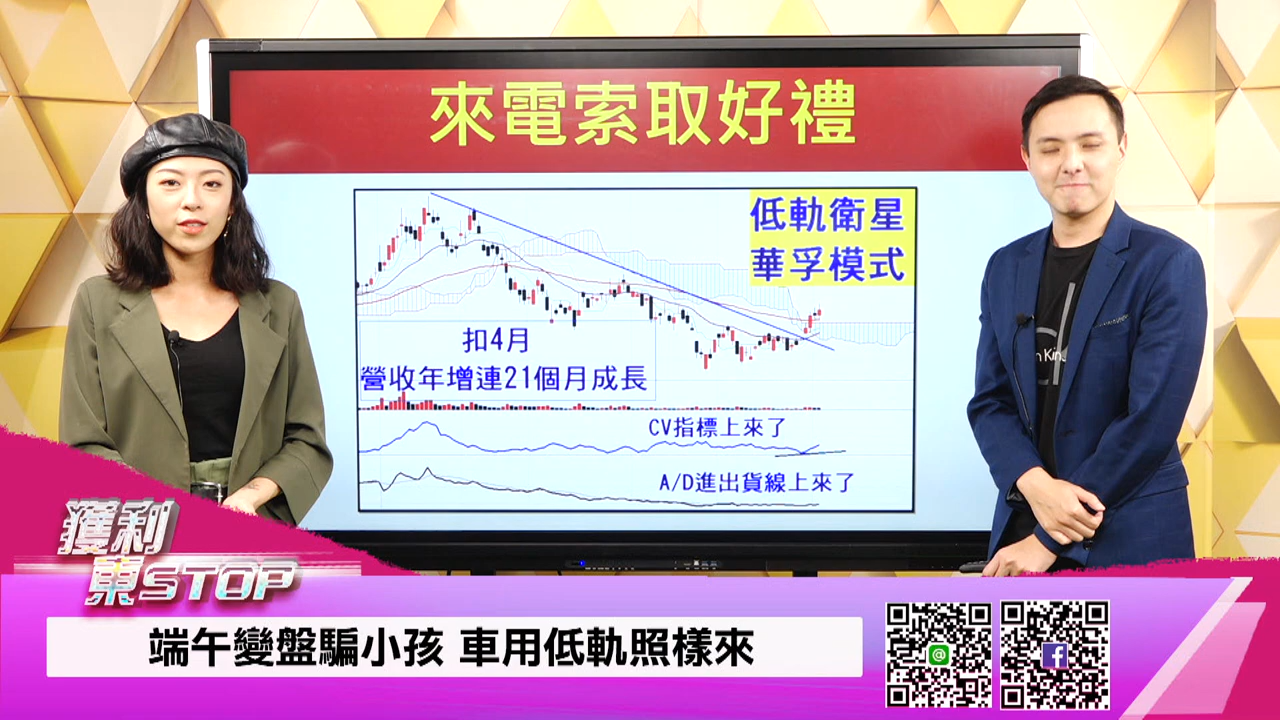 來電索取好禮
低軌衛星
華孚模式
扣4月
營收年增連21個月成長
CV指標上來了
A/D進出貨線上來了
獲利
東STOP
端午變盤騙小孩 車用低軌照樣來